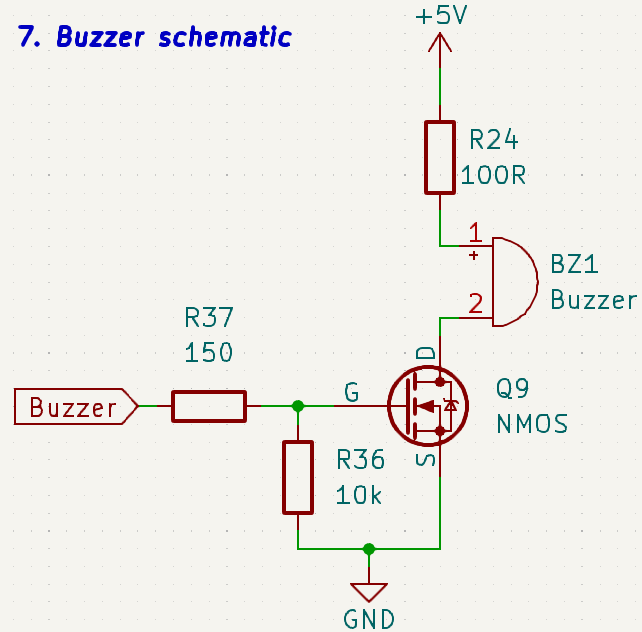 7. Buzzer schematic
+5V
R24
100R
1
+
BZ1
Buzzer
2
R37
150
D
G
Q9
NMOS
Buzzer
S
R36
10k
GND